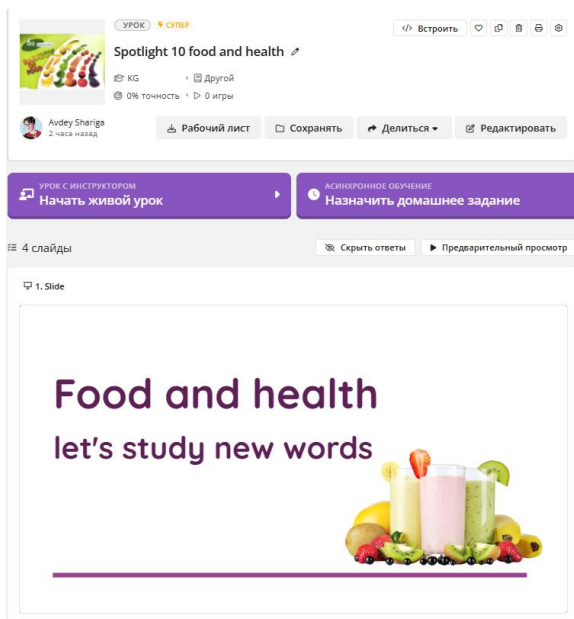 УРОК СУПЕР
</> Встроить
Spotlight 10 food and health
KG • Другой
0% точность • 0 игры
Avdey Shariga
2 часа назад
Рабочий лист
Сохранять
Делиться
Редактировать
УРОК С ИНСТРУКТОРОМ
Начать живой урок
АСИНХРОННОЕ ОБУЧЕНИЕ
Назначить домашнее задание
4 слайды
Скрыть ответы
Предварительный просмотр
1. Slide
Food and health
let's study new words